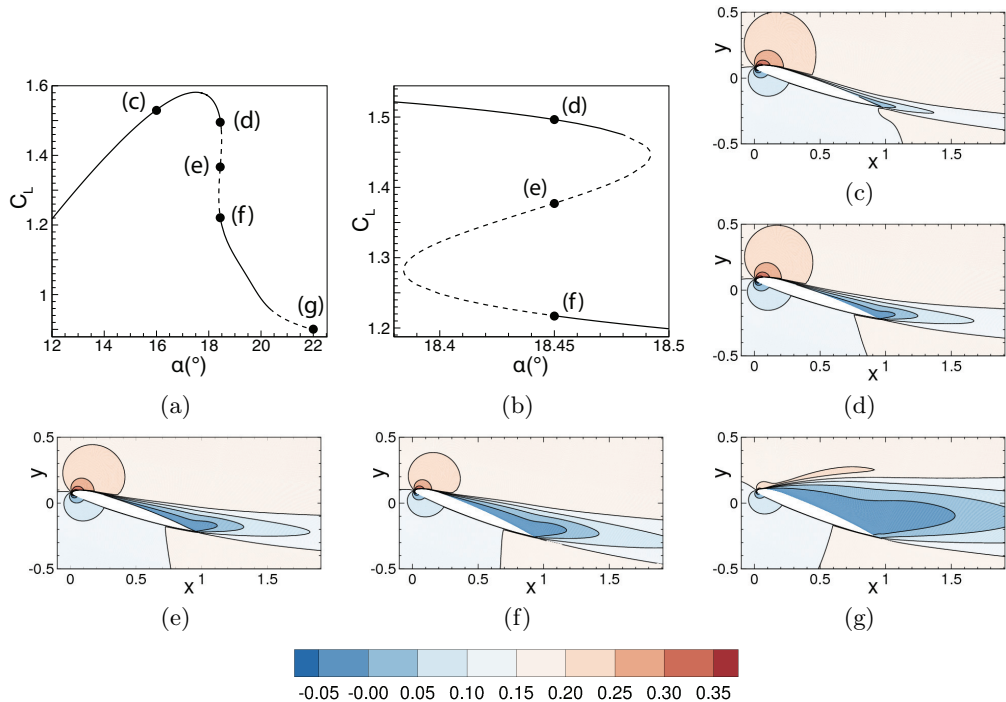 1.6
1.4
1.2
1
C_L
12 14 16 18 20 22
α(°)
(c)
(d)
(e)
(f)
(g)
(a)
1.5
1.4
1.3
1.2
C_L
18.4 18.45 18.5
α(°)
(d)
(e)
(f)
(b)
y
0.5
0
-0.5
0 0.5 1 1.5
x
(c)
y
0.5
0
-0.5
0 0.5 1 1.5
x
(d)
y
0.5
0
-0.5
0 0.5 1 1.5
x
(e)
y
0.5
0
-0.5
0 0.5 1 1.5
x
(f)
y
0.5
0
-0.5
0 0.5 1 1.5
x
(g)
-0.05 -0.00 0.05 0.10 0.15 0.20 0.25 0.30 0.35